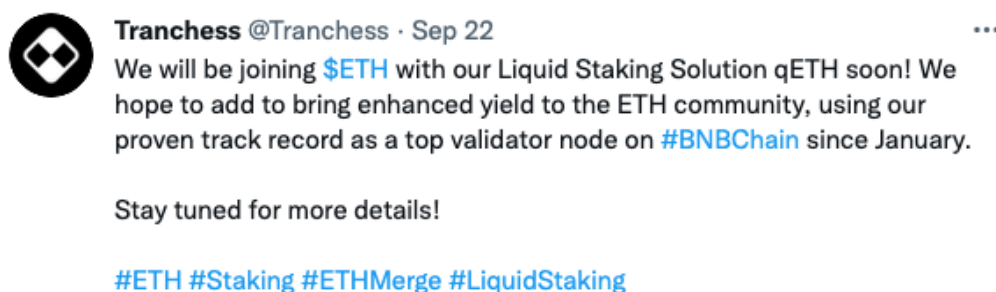 Tranchess @Tranchess · Sep 22
We will be joining $ETH with our Liquid Staking Solution qETH soon! We
hope to add to bring enhanced yield to the ETH community, using our
proven track record as a top validator node on #BNBChain since January.
Stay tuned for more details!
#ETH #Staking #ETHMerge #LiquidStaking